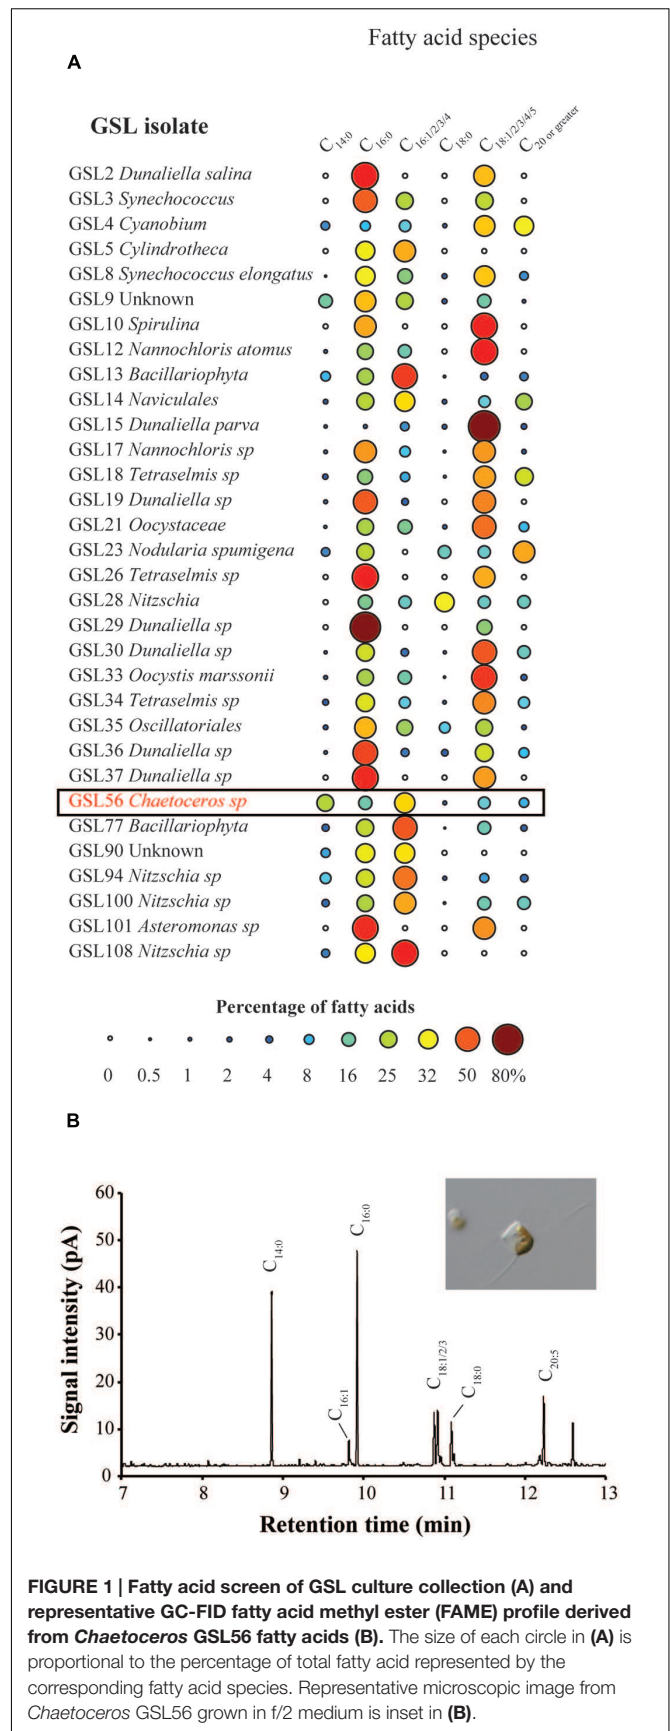 Fatty acid species
A
GSL isolate
C14:0 C16:0 C16:1/2/3/4 C18:0 C18:1/2/3/4/5 C20 or greater
GSL2 Dunaliella salina
GSL3 Synechococcus
GSL4 Cyanobium
GSL5 Cylindrotheca
GSL8 Synechococcus elongatus
GSL9 Unknown
GSL10 Spirulina
GSL12 Nannochloris atomus
GSL13 Bacillariophyta
GSL14 Naviculales
GSL15 Dunaliella parva
GSL17 Nannochloris sp
GSL18 Tetraselmis sp
GSL19 Dunaliella sp
GSL21 Oocystaceae
GSL23 Nodularia spumigena
GSL26 Tetraselmis sp
GSL28 Nitzschia
GSL29 Dunaliella sp
GSL30 Dunaliella sp
GSL33 Oocystis marssonii
GSL34 Tetraselmis sp
GSL35 Oscillatoriales
GSL36 Dunaliella sp
GSL37 Dunaliella sp
GSL56 Chaetoceros sp
GSL77 Bacillariophyta
GSL90 Unknown
GSL94 Nitzschia sp
GSL100 Nitzschia sp
GSL101 Asteromonas sp
GSL108 Nitzschia sp
Percentage of fatty acids
0 0.5 1 2 4 8 16 25 32 50 80%
B
Signal intensity (pA)
60
50
40
30
20
10
0
C14:0
C16:1
C16:0
C18:1/2/3
C18:0
C20:5
7 8 9 10 11 12 13
Retention time (min)
FIGURE 1 | Fatty acid screen of GSL culture collection (A) and
representative GC-FID fatty acid methyl ester (FAME) profile derived
from Chaetoceros GSL56 fatty acids (B). The size of each circle in (A) is
proportional to the percentage of total fatty acid represented by the
corresponding fatty acid species. Representative microscopic image from
Chaetoceros GSL56 grown in f/2 medium is inset in (B).